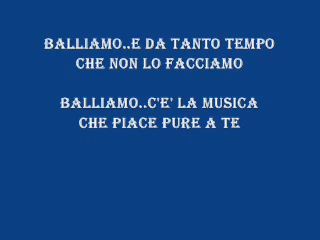 BALLIAMO..E DA TANTO TEMPO
CHE NON LO FACCIAMO
BALLIAMO..C'E' LA MUSICA
CHE PIACE PURE A TE